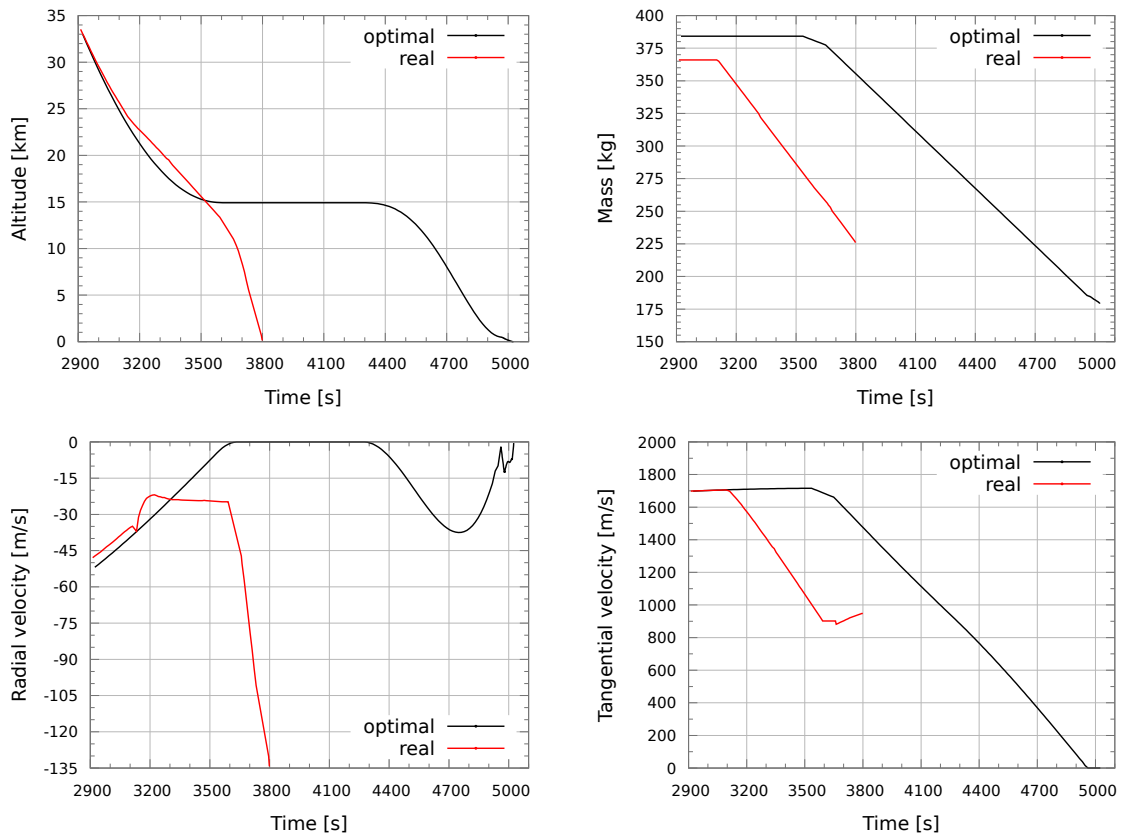 35
30
25
20
15
10
5
0
Altitude [km]
optimal
real
2900 3200 3500 3800 4100 4400 4700 5000
Time [s]
400
375
350
325
300
275
250
225
200
175
150
Mass [kg]
optimal
real
2900 3200 3500 3800 4100 4400 4700 5000
Time [s]
0
-15
-30
-45
-60
-75
-90
-105
-120
-135
Radial velocity [m/s]
optimal
real
2900 3200 3500 3800 4100 4400 4700 5000
Time [s]
2000
1800
1600
1400
1200
1000
800
600
400
200
0
Tangential velocity [m/s]
optimal
real
2900 3200 3500 3800 4100 4400 4700 5000
Time [s]